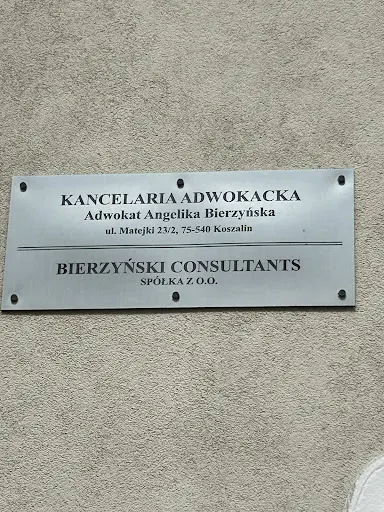 KANCELARIA ADWOKACKA
Adwokat Angelika Bierzyńska
ul. Matejki 23/2, 75-540 Koszalin
BIERZYŃSKI CONSULTANTS
SPÓŁKA Z O.O.